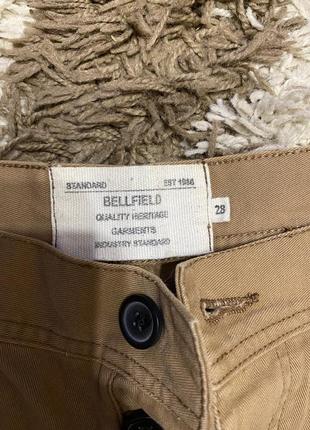 STANDARD EST 1986
BELLFIELD
QUALITY HERITAGE
GARMENTS
INDUSTRY STANDARD
28